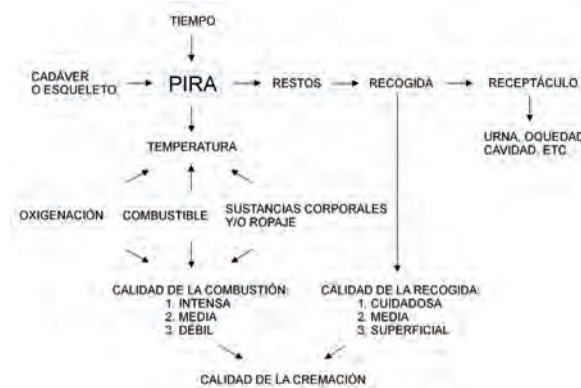 TIEMPO
CADÁVER
O ESQUELETO
PIRA
RESTOS
RECOGIDA
RECEPTÁCULO
URNA, OQUEDAD
CAVIDAD, ETC
TEMPERATURA
OXIGENACIÓN
COMBUSTIBLE
SUSTANCIAS CORPORALES
Y/O ROPAJE
CALIDAD DE LA COMBUSTIÓN:
1. INTENSA
2. MEDIA
3. DÉBIL
CALIDAD DE LA RECOGIDA:
1. CUIDADOSA
2. MEDIA
3. SUPERFICIAL
CALIDAD DE LA CREMACIÓN